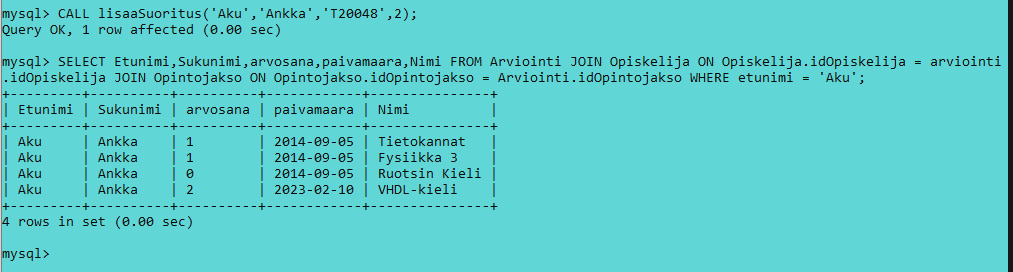 mysql> CALL lisaaSuoritus('Aku','Ankka','T20048',2);
Query OK, 1 row affected (0.00 sec)
mysql> SELECT Etunimi,Sukunimi,arvosana,paivamaara,Nimi FROM Arviointi JOIN Opiskelija ON Opiskelija.idOpiskelija = arviointi
.idOpiskelija JOIN Opintojakso ON Opintojakso.idOpintojakso = Arviointi.idOpintojakso WHERE etunimi = 'Aku';
+---------+----------+----------+------------+---------------+
| Etunimi | Sukunimi | arvosana | paivamaara | Nimi          |
+---------+----------+----------+------------+---------------+
| Aku     | Ankka    | 1        | 2014-09-05 | Tietokannat   |
| Aku     | Ankka    | 1        | 2014-09-05 | Fysiikka 3    |
| Aku     | Ankka    | 0        | 2014-09-05 | Ruotsin Kieli |
| Aku     | Ankka    | 2        | 2023-02-10 | VHDL-kieli    |
+---------+----------+----------+------------+---------------+
4 rows in set (0.00 sec)
mysql>